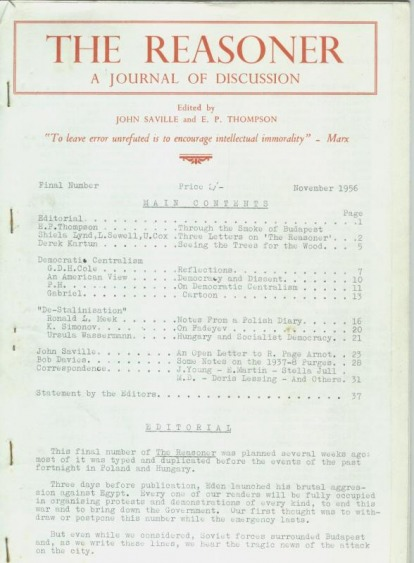 THE REASONER
A JOURNAL OF DISCUSSION
Edited by
JOHN SAVILLE and E. P. THOMPSON
"To leave error unrefuted is to encourage intellectual immorality" - Marx
Final Number Price 2/- November 1956
MAIN CONTENTS
Page
Editorial. . . . . . . . . . . . . . . . . . . . . . . . . . . .1
E.P.Thompson . . . . . . . .Through the Smoke of Budapest
Shiela Lynd,L.Sowell,U.Cox .Three Letters on 'The Reasoner'. . .2
Derek Kartun . . . . . . . .Seeing the Trees for the Wood. . . .5
Democratic Centralism
G.D.H.Cole . . . . . . . .Reflections. . . . . . . . . . . 7
An American View . . . . .Democracy and Discent. . . . . . 10
P.H. . . . . . . . . . . .On Democratic Centralism . . . . 11
Gabriel. . . . . . . . . . Cartoon . . . . . . . . . . . . 13
"De-Stalinisation"
Ronald L. Meek . . . . . .Notes From a Polish Diary. . . . 16
K. Simonov. . . . . . . . .On Fadeyev . . . . . . . . . . . 20
Ursula Wassermann. . . . .Hungary and Socialist Democracy. . 21
John Saville. . . . . . . . .An Open Letter to R. Page Arnot. . 23
Bob Davies. . . . . . . . . .Some Notes on the 1937-8 Purges. . 28
Correspondence. . . . . . . .J.Young - E.Martin - Stella Jull .
M.B. - Doris Lessing - And Others. 31
Statement by the Editors. . . . . . . . . . . . . . . . . . . . 37
EDITORIAL
This final number of The Reasoner was planned several weeks ago:
most of it was typed and duplicated before the events of the past
fortnight in Poland and Hungary.
Three days before publication, Eden launched his brutal aggres-
sion against Egypt. Every one of our readers will be fully occupied
in organising protests and demonstrations of every kind, to end this
war and to bring down the Government. Our first thought was to with-
draw or postpone this number while the emergency lasts.
But even while we considered, Soviet forces surrounded Budapest
and, as we write these lines, we hear the tragic news of the attack
on the city.